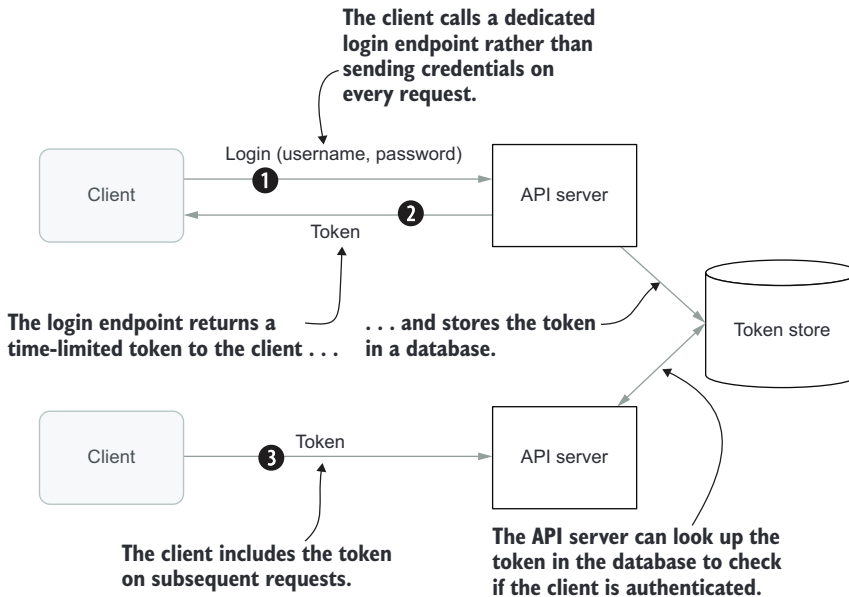 The client calls a dedicated
login endpoint rather than
sending credentials on
every request.
Login (username, password)
Client
1
API server
2
Token
The login endpoint returns a
time-limited token to the client . . .
. . . and stores the token
in a database.
Token store
Client
3
Token
API server
The client includes the token
on subsequent requests.
The API server can look up the
token in the database to check
if the client is authenticated.